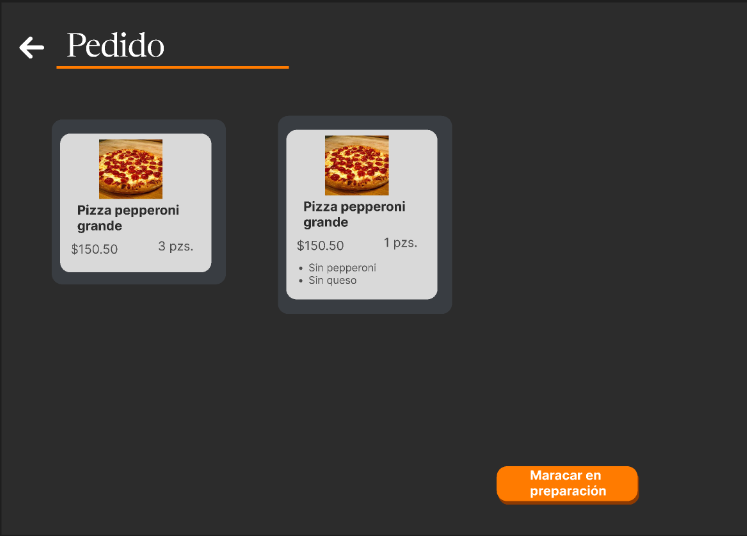 Pedido
Pizza pepperoni
grande
$150.50
3 pzs.
Pizza pepperoni
grande
$150.50
1 pzs.
• Sin pepperoni
• Sin queso
Maracar en
preparación